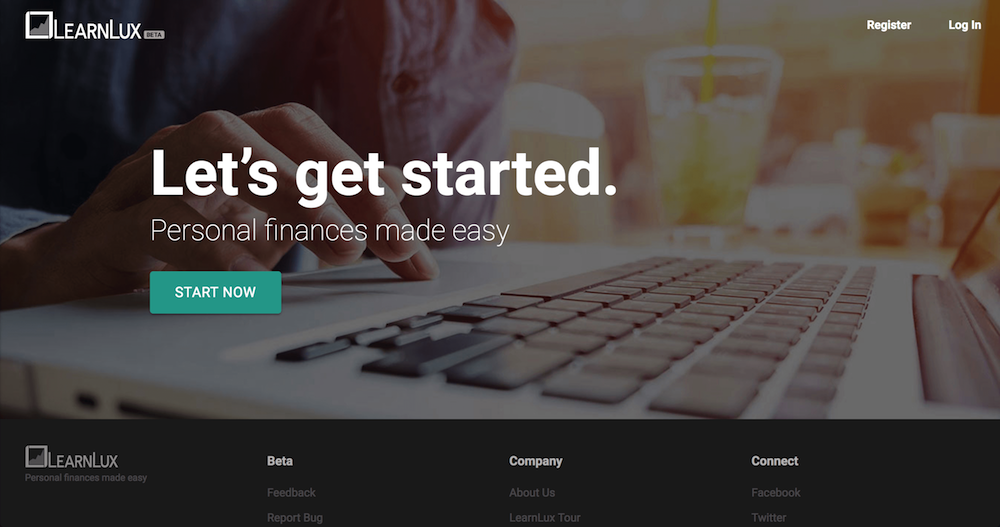 LEARNLUX BETA
Register
Log In
Let's get started.
Personal finances made easy
START NOW
LEARNLUX
Personal finances made easy
Beta
Feedback
Report Bug
Company
About Us
LearnLux Tour
Connect
Facebook
Twitter